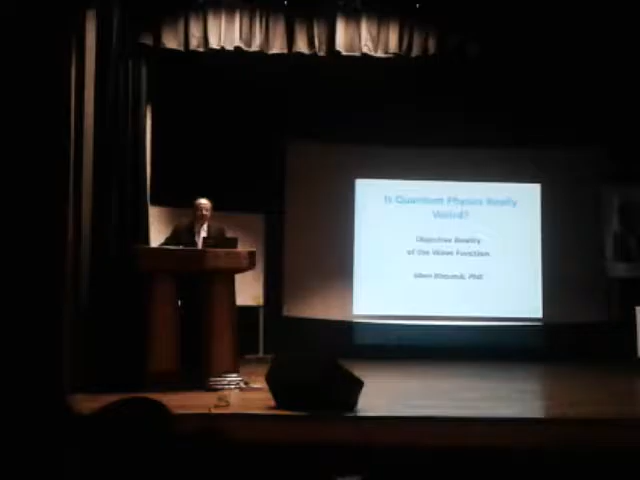 Is Quantum Physics Really
Weird?
Objective Reality
of the Wave Function
PhD